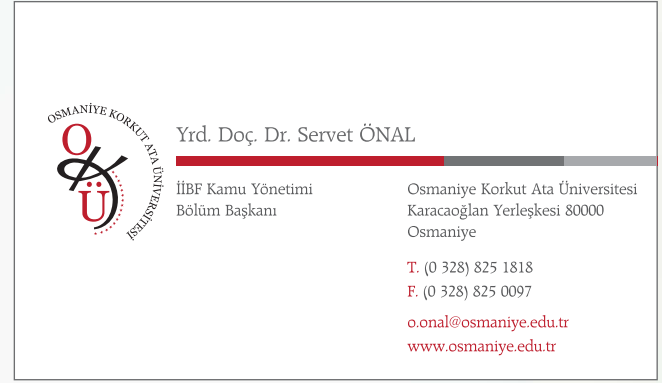 OSMANİYE KORKUT ATA ÜNİVERSİTESİ
OKÜ
Yrd. Doç. Dr. Servet ÖNAL
İİBF Kamu Yönetimi
Bölüm Başkanı
Osmaniye Korkut Ata Üniversitesi
Karacaoğlan Yerleşkesi 80000
Osmaniye
T. (0 328) 825 1818
F. (0 328) 825 0097
o.onal@osmaniye.edu.tr
www.osmaniye.edu.tr